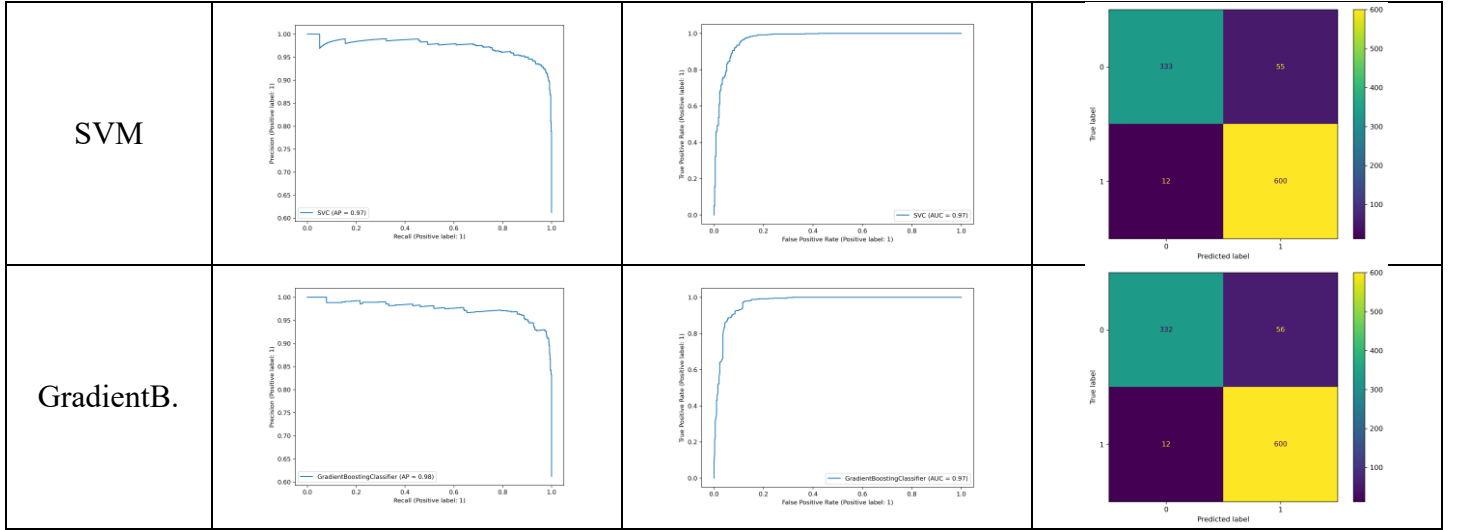 SVM
Precision (Positive label: 1)
1.00
0.95
0.90
0.85
0.80
0.75
0.70
0.65
0.60
SVC (AP = 0.97)
0.0 0.2 0.4 0.6 0.8 1.0
Recall (Positive label: 1)
True Positive Rate (Positive label: 1)
1.0
0.8
0.6
0.4
0.2
0.0
SVC (AUC = 0.97)
0.0 0.2 0.4 0.6 0.8 1.0
False Positive Rate (Positive label: 1)
True label
0
1
333 55
12 600
0 1
Predicted label
600
500
400
300
200
100
GradientB.
Precision (Positive label: 1)
1.00
0.95
0.90
0.85
0.80
0.75
0.70
0.65
0.60
GradientBoostingClassifier (AP = 0.98)
0.0 0.2 0.4 0.6 0.8 1.0
Recall (Positive label: 1)
True Positive Rate (Positive label: 1)
1.0
0.8
0.6
0.4
0.2
0.0
GradientBoostingClassifier (AUC = 0.97)
0.0 0.2 0.4 0.6 0.8 1.0
False Positive Rate (Positive label: 1)
True label
0
1
332 56
12 600
0 1
Predicted label
600
500
400
300
200
100